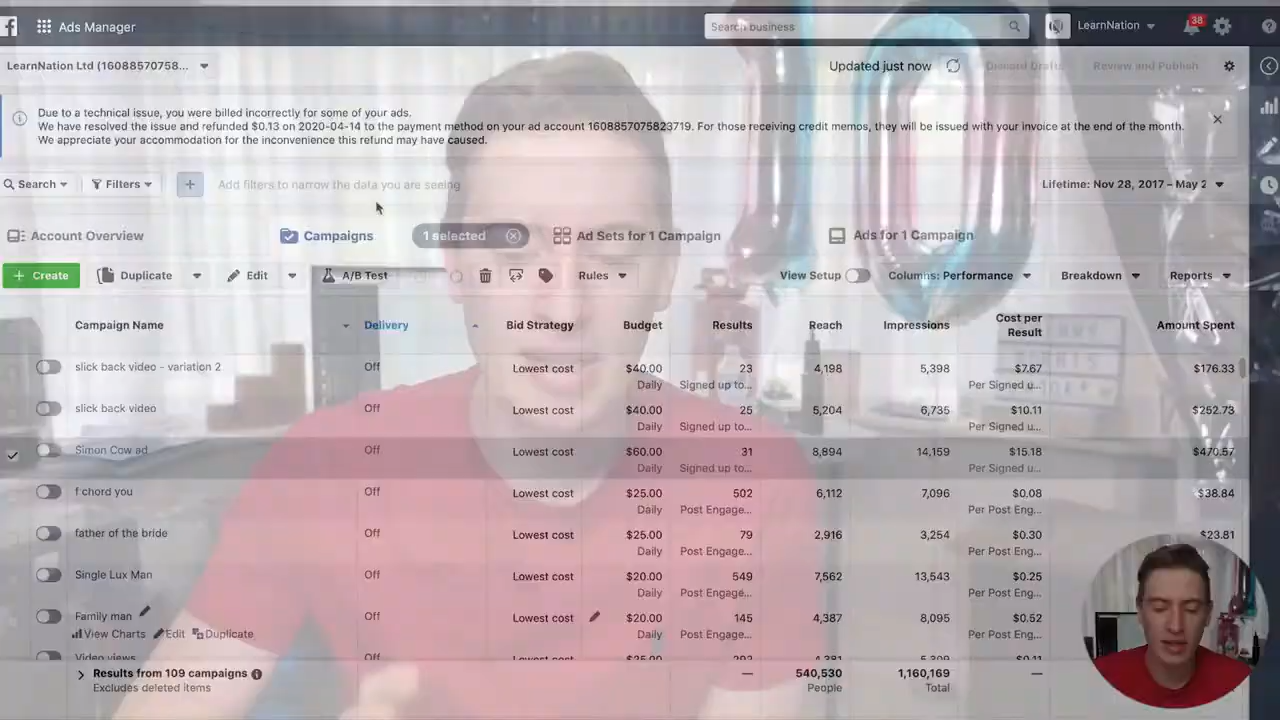 Ads Manager
Search business
LearnNation
38
LearnNation Ltd (16088570758...
Updated just now
Discard Drafts
Review and Publish
Due to a technical issue, you were billed incorrectly for some of your ads.
We have resolved the issue and refunded $0.13 on 2020-04-14 to the payment method on your ad account 1608857075823719. For those receiving credit memos, they will be issued with your invoice at the end of the month.
We appreciate your accommodation for the inconvenience this refund may have caused.
Search
Filters
Add filters to narrow the data you are seeing
Lifetime: Nov 28, 2017 – May 2
Account Overview
Campaigns
1 selected
Ad Sets for 1 Campaign
Ads for 1 Campaign
+ Create
Duplicate
Edit
A/B Test
Rules
View Setup
Columns: Performance
Breakdown
Reports
Campaign Name
Delivery
Bid Strategy
Budget
Results
Reach
Impressions
Cost per Result
Amount Spent
slick back video - variation 2 Off Lowest cost $40.00 23 4,198 5,398 $7.67 $176.33
Daily Signed up to... Per Signed u...
slick back video Off Lowest cost $40.00 25 5,204 6,735 $10.11 $252.73
Daily Signed up to... Per Signed u...
Simon Cow ad Off Lowest cost $60.00 31 8,894 14,159 $15.18 $470.57
Daily Signed up to... Per Signed u...
f chord you Off Lowest cost $25.00 502 6,112 7,096 $0.08 $38.84
Daily Post Engage... Per Post Eng...
father of the bride Off Lowest cost $25.00 79 2,916 3,254 $0.30 $23.81
Daily Post Engage... Per Post Eng...
Single Lux Man Off Lowest cost $20.00 549 7,562 13,543 $0.25
Daily Post Engage... Per Post Eng...
Family man Off Lowest cost $20.00 145 4,387 8,095 $0.52
View Charts Edit Duplicate Daily Post Engage... Per Post Eng...
Video views Off Lowest cost $25.00 292 4,381 5,309 $0.11
Results from 109 campaigns — 540,530 1,160,169 —
Excludes deleted items People Total